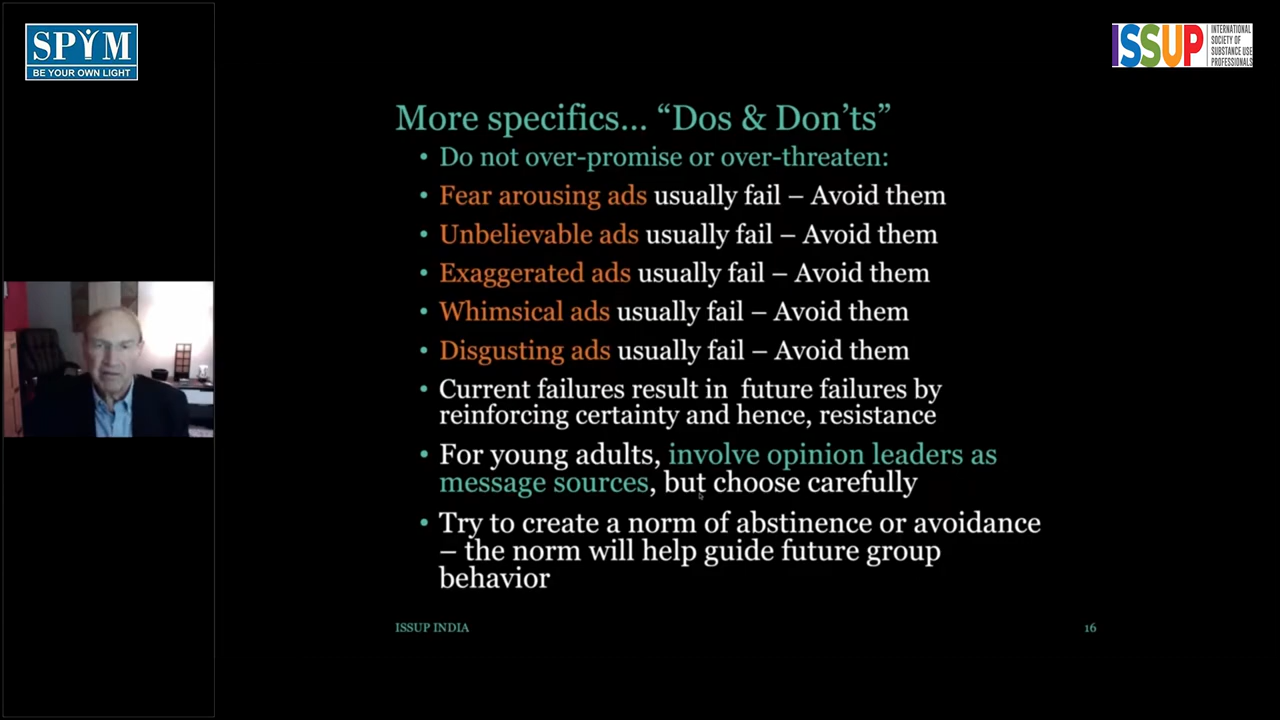 SPYM
BE YOUR OWN LIGHT
ISSUP
INTERNATIONAL
SOCIETY OF
SUBSTANCE USE
PROFESSIONALS
More specifics... “Dos & Don’ts”
• Do not over-promise or over-threaten:
• Fear arousing ads usually fail – Avoid them
• Unbelievable ads usually fail – Avoid them
• Exaggerated ads usually fail – Avoid them
• Whimsical ads usually fail – Avoid them
• Disgusting ads usually fail – Avoid them
• Current failures result in future failures by
reinforcing certainty and hence, resistance
• For young adults, involve opinion leaders as
message sources, but choose carefully
• Try to create a norm of abstinence or avoidance
– the norm will help guide future group
behavior
ISSUP INDIA
16